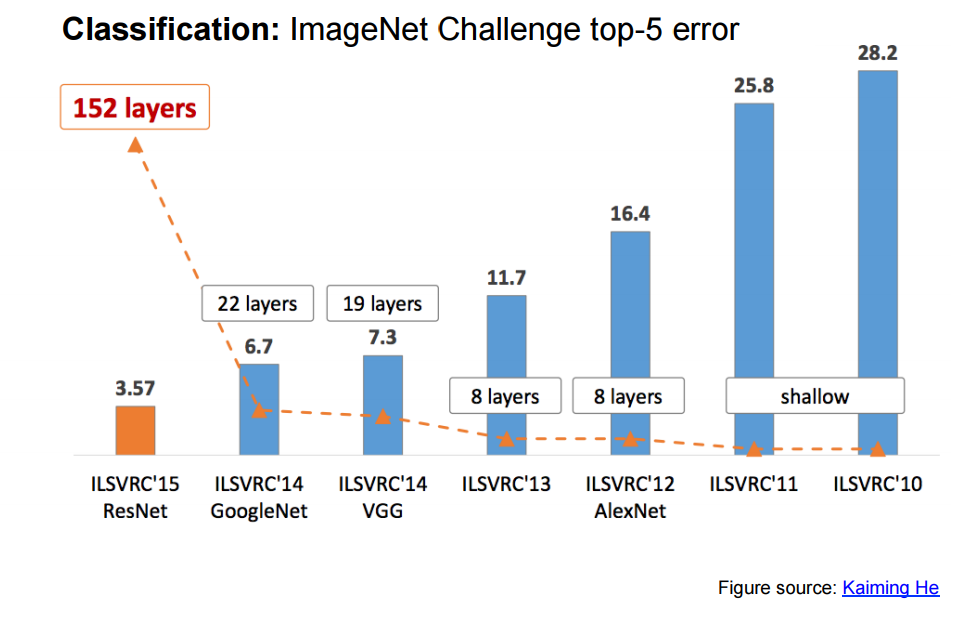 Classification: ImageNet Challenge top-5 error
28.2
25.8
152 layers
16.4
11.7
22 layers
19 layers
7.3
6.7
3.57
8 layers
8 layers
shallow
ILSVRC'15
ResNet
ILSVRC'14
GoogleNet
ILSVRC'14
VGG
ILSVRC'13
ILSVRC'12
AlexNet
ILSVRC'11
ILSVRC'10
Figure source: Kaiming He